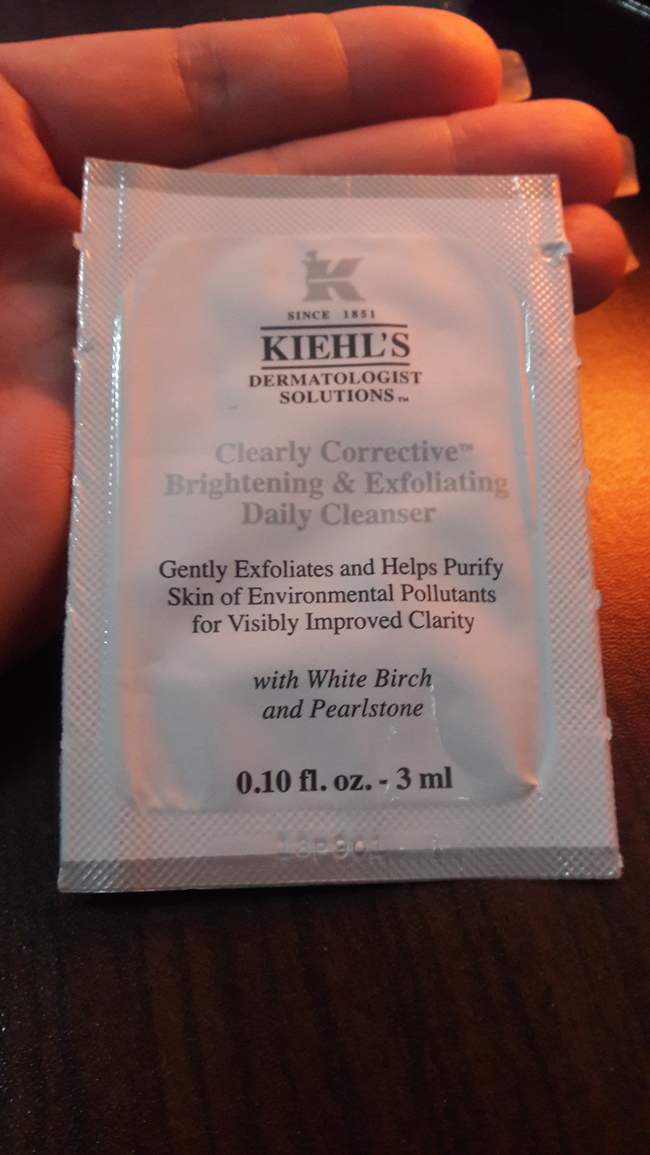 K
SINCE 1851
KIEHL'S
DERMATOLOGIST
SOLUTIONS™
Clearly Corrective™
Brightening & Exfoliating
Daily Cleanser
Gently Exfoliates and Helps Purify
Skin of Environmental Pollutants
for Visibly Improved Clarity
with White Birch
and Pearlstone
0.10 fl. oz. - 3 ml